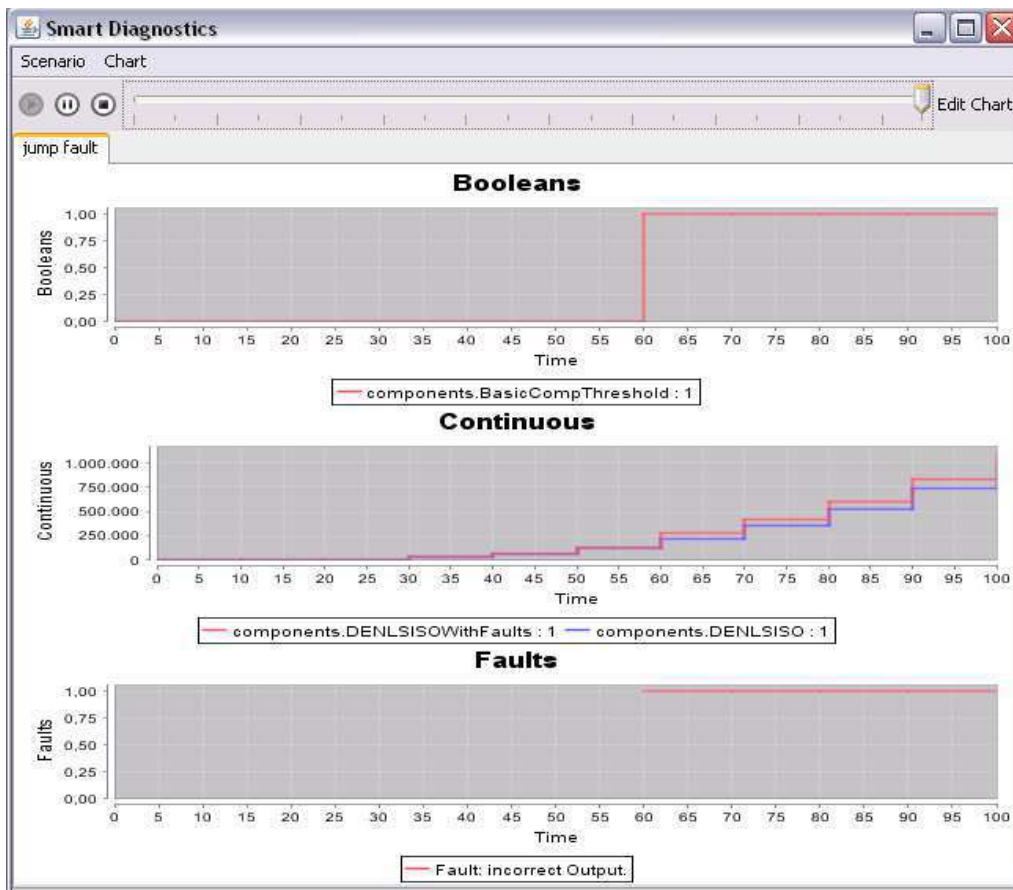 Smart Diagnostics
Scenario Chart
Edit Chart
jump fault
Booleans
Booleans
1,00
0,75
0,50
0,25
0,00
0 5 10 15 20 25 30 35 40 45 50 55 60 65 70 75 80 85 90 95 100
Time
components.BasicCompThreshold : 1
Continuous
Continuous
1.000.000
750.000
500.000
250.000
0
0 5 10 15 20 25 30 35 40 45 50 55 60 65 70 75 80 85 90 95 100
Time
components.DENLSISOWithFaults : 1 components.DENLSISO : 1
Faults
Faults
1,00
0,75
0,50
0,25
0,00
0 5 10 15 20 25 30 35 40 45 50 55 60 65 70 75 80 85 90 95 100
Time
Fault: incorrect Output.